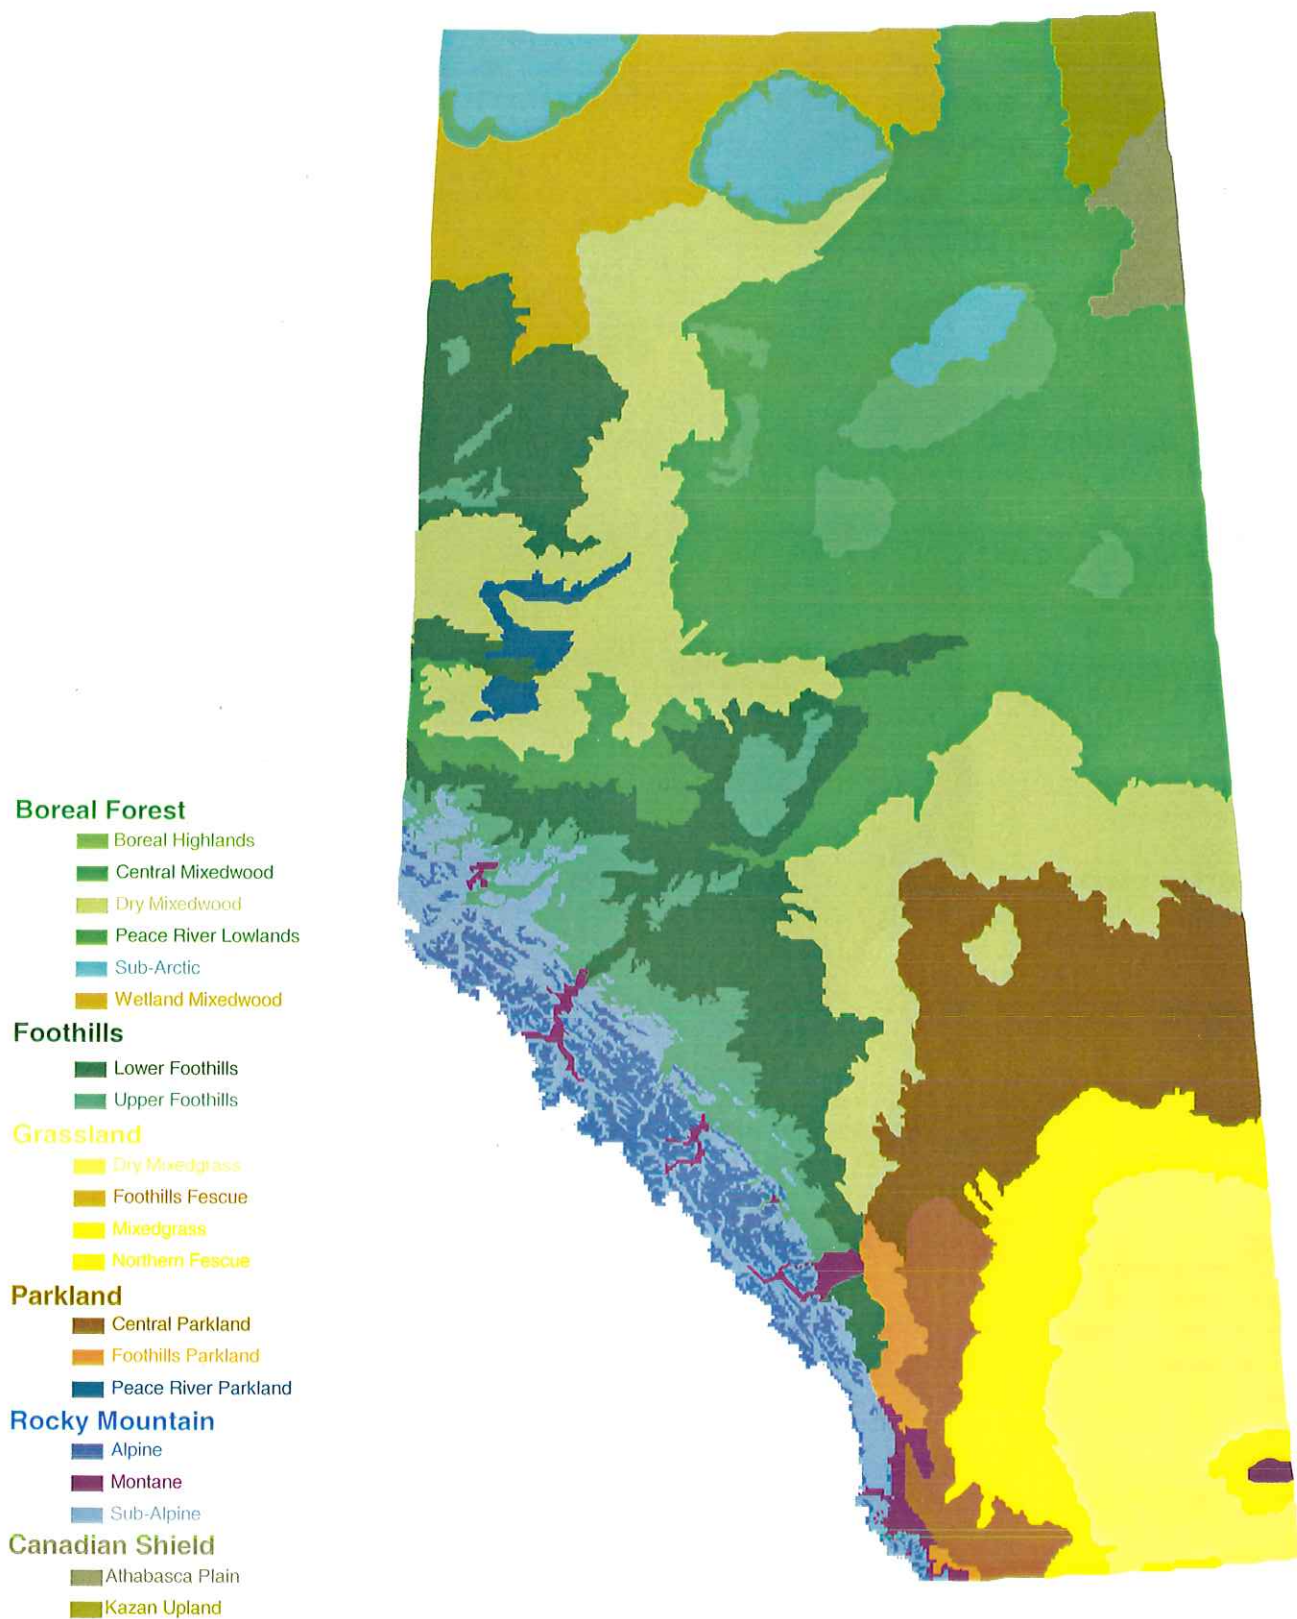 Boreal Forest
Boreal Highlands
Central Mixedwood
Dry Mixedwood
Peace River Lowlands
Sub-Arctic
Wetland Mixedwood
Foothills
Lower Foothills
Upper Foothills
Grassland
Dry Mixedgrass
Foothills Fescue
Mixedgrass
Northern Fescue
Parkland
Central Parkland
Foothills Parkland
Peace River Parkland
Rocky Mountain
Alpine
Montane
Sub-Alpine
Canadian Shield
Athabasca Plain
Kazan Upland